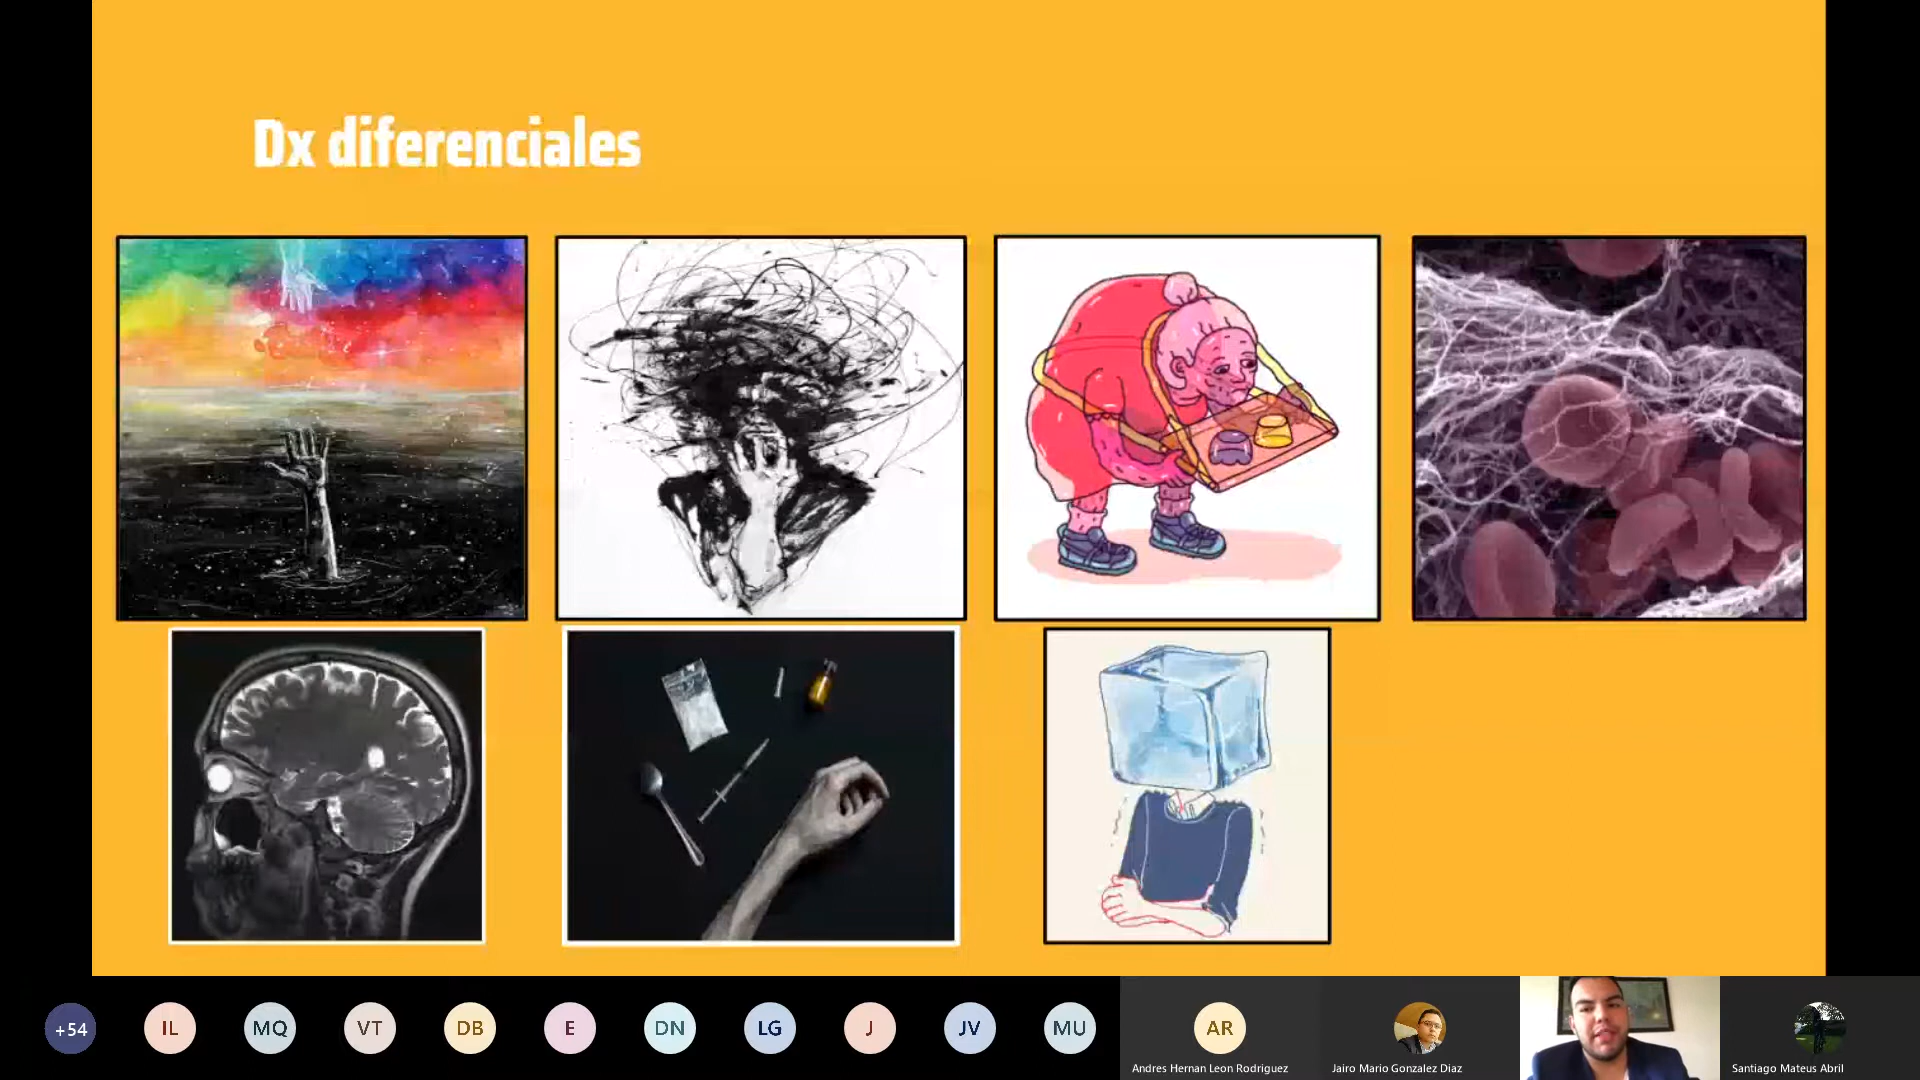 Dx diferenciales
+54
IL
MQ
VT
DB
E
DN
LG
J
JV
MU
AR
Andres Hernan Leon Rodriguez
Jairo Mario Gonzalez Diaz
Santiago Mateus Abril